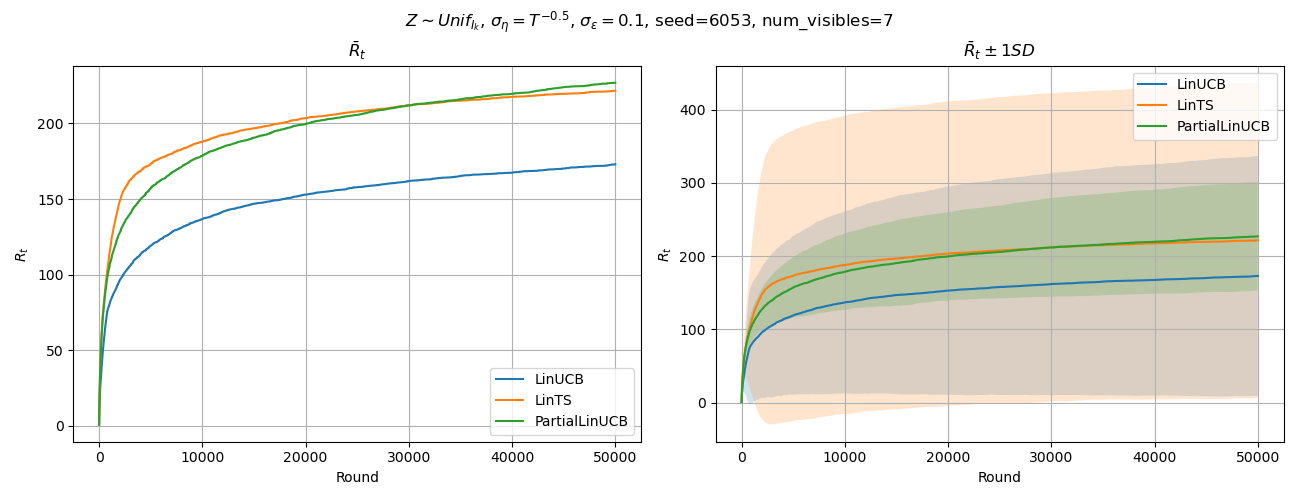 Z ∼ Unif_{I_k}, σ_η = T^{−0.5}, σ_ε = 0.1, seed=6053, num_visibles=7
R̄_t
R_t
200
150
100
50
0
0 10000 20000 30000 40000 50000
Round
LinUCB
LinTS
PartialLinUCB
R̄_t ± 1SD
R_t
400
300
200
100
0
0 10000 20000 30000 40000 50000
Round
LinUCB
LinTS
PartialLinUCB